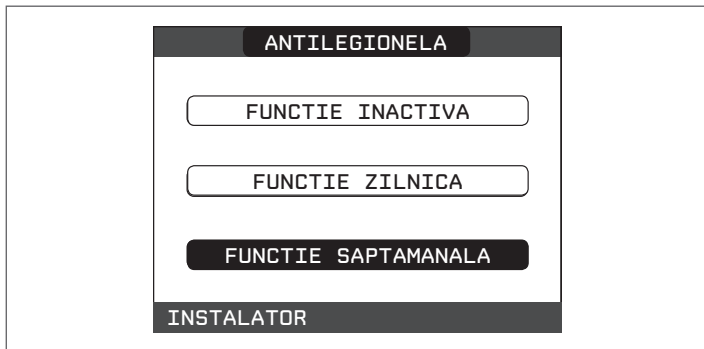 ANTILEGIONELA
FUNCTIE INACTIVA
FUNCTIE ZILNICA
FUNCTIE SAPTAMANALA
INSTALATOR